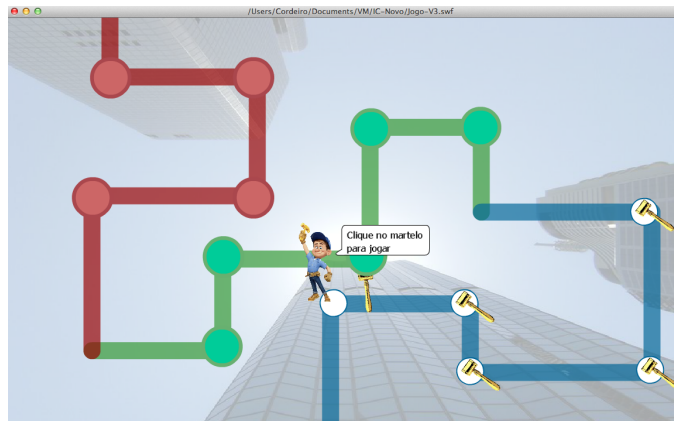 /Users/Cordeiro/Documents/VM/IC-Novo/Jogo-V3.swf
Clique no martelo
para jogar